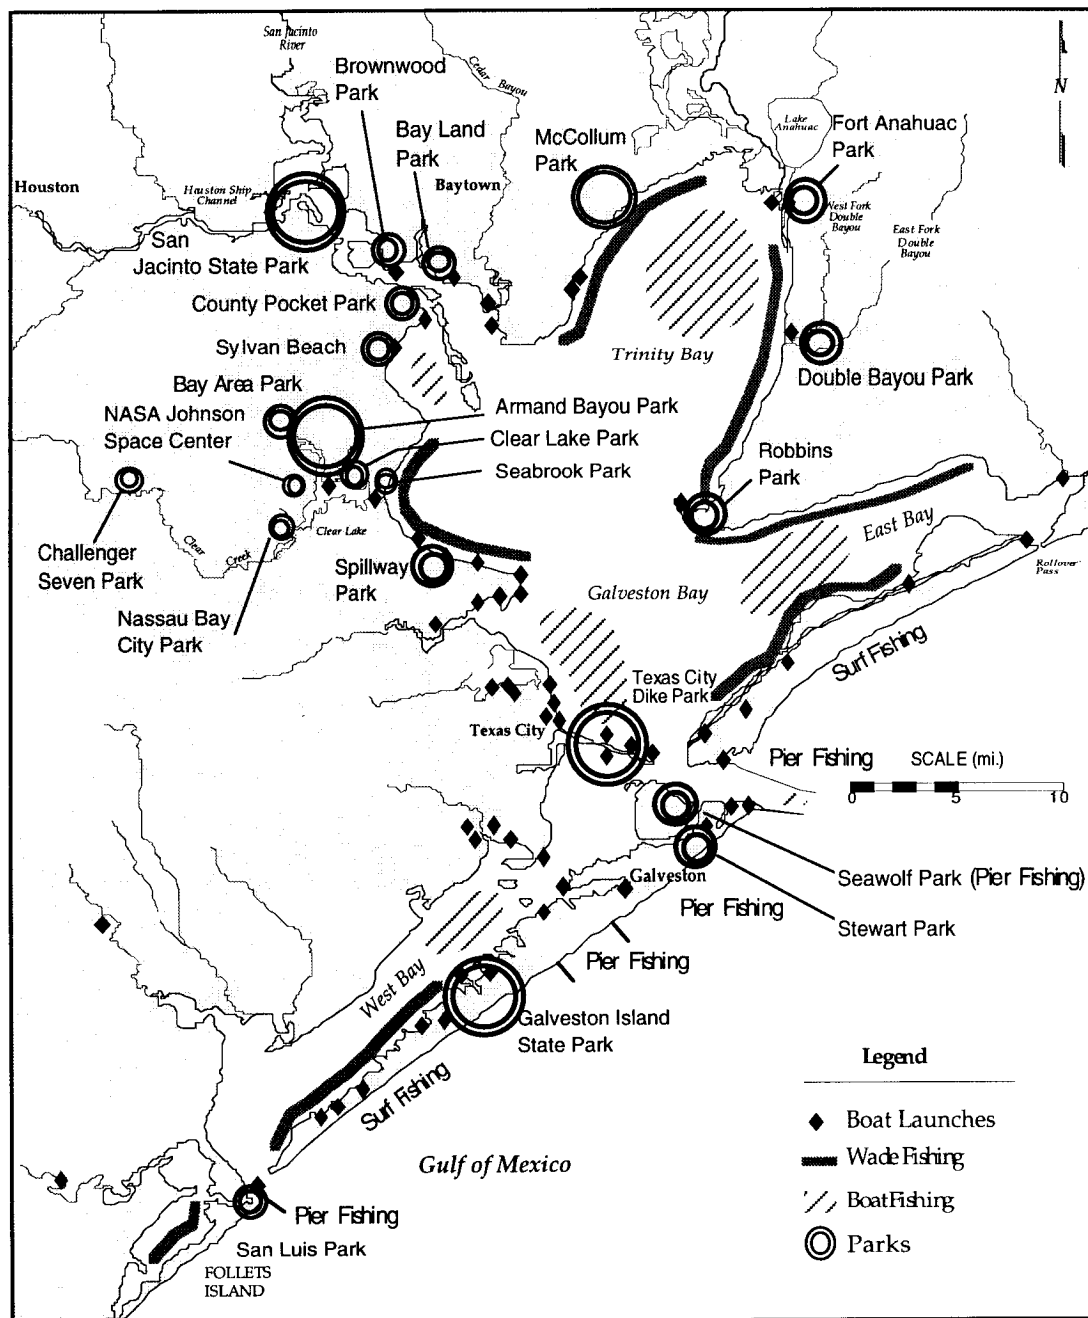 San Jacinto
River
Cedar Bayou
N
Brownwood
Park
Bay Land
Park
McCollum
Park
Lake
Anahuac
Fort Anahuac
Park
Houston
Houston Ship
Channel
Baytown
West Fork
Double
Bayou
East Fork
Double
Bayou
San
Jacinto State Park
County Pocket Park
Sylvan Beach
Trinity Bay
Double Bayou Park
Bay Area Park
NASA Johnson
Space Center
Armand Bayou Park
Clear Lake Park
Seabrook Park
Robbins
Park
East Bay
Clear Lake
Clear Creek
Challenger
Seven Park
Nassau Bay
City Park
Spillway
Park
Galveston Bay
Rollover
Pass
Surf Fishing
Texas City
Dike Park
Texas City
Pier Fishing
SCALE (mi.)
0 5 10
Galveston
Seawolf Park (Pier Fishing)
Pier Fishing
Stewart Park
Pier Fishing
West Bay
Galveston Island
State Park
Surf Fishing
Gulf of Mexico
Legend
Boat Launches
Wade Fishing
Boat Fishing
Parks
Pier Fishing
San Luis Park
FOLLETS
ISLAND